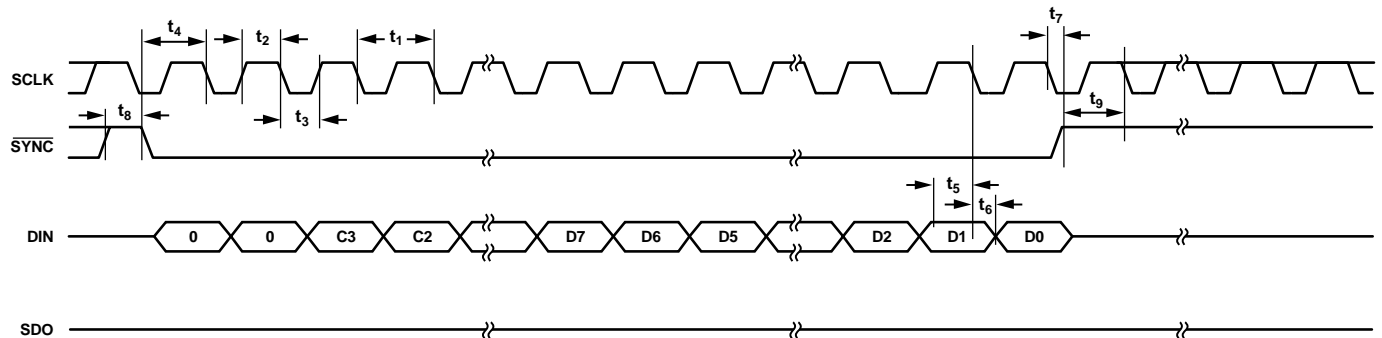 t4 t2 t1 t7
SCLK
t8 t3 t9
SYNC
t5
t6
DIN 0 0 C3 C2 D7 D6 D5 D2 D1 D0
SDO